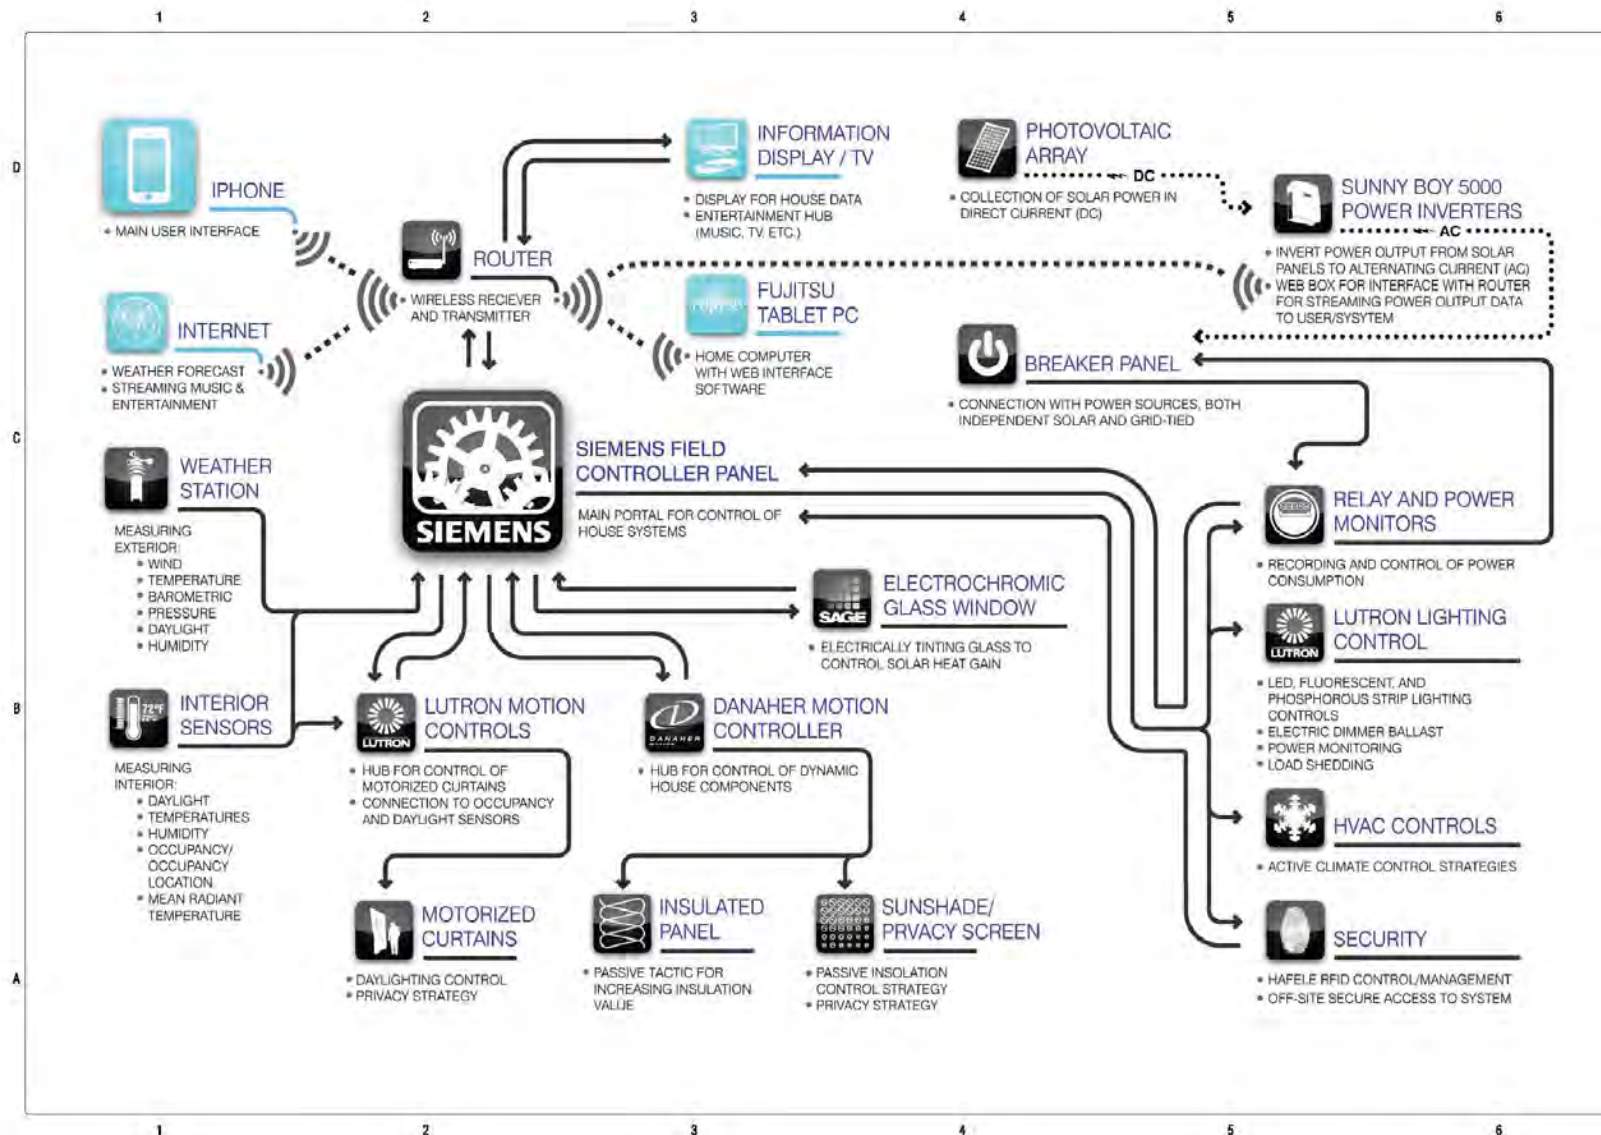 1 2 3 4 5 6
D
C
B
A
IPHONE
• MAIN USER INTERFACE
INTERNET
• WEATHER FORECAST
• STREAMING MUSIC &
ENTERTAINMENT
WEATHER
STATION
MEASURING
EXTERIOR:
• WIND
• TEMPERATURE
• BAROMETRIC
• PRESSURE
• DAYLIGHT
• HUMIDITY
72°F
INTERIOR
SENSORS
MEASURING
INTERIOR:
• DAYLIGHT
• TEMPERATURES
• HUMIDITY
• OCCUPANCY/
OCCUPANCY
LOCATION
• MEAN RADIANT
TEMPERATURE
ROUTER
• WIRELESS RECIEVER
AND TRANSMITTER
INFORMATION
DISPLAY / TV
• DISPLAY FOR HOUSE DATA
• ENTERTAINMENT HUB
(MUSIC, TV, ETC.)
FUJITSU
FUJITSU
TABLET PC
• HOME COMPUTER
WITH WEB INTERFACE
SOFTWARE
PHOTOVOLTAIC
ARRAY
DC
• COLLECTION OF SOLAR POWER IN
DIRECT CURRENT (DC)
SUNNY BOY 5000
POWER INVERTERS
AC
• INVERT POWER OUTPUT FROM SOLAR
PANELS TO ALTERNATING CURRENT (AC)
• WEB BOX FOR INTERFACE WITH ROUTER
FOR STREAMING POWER OUTPUT DATA
TO USER/SYSYTEM
BREAKER PANEL
• CONNECTION WITH POWER SOURCES, BOTH
INDEPENDENT SOLAR AND GRID-TIED
SIEMENS
SIEMENS FIELD
CONTROLLER PANEL
MAIN PORTAL FOR CONTROL OF
HOUSE SYSTEMS
RELAY AND POWER
MONITORS
• RECORDING AND CONTROL OF POWER
CONSUMPTION
SAGE
ELECTROCHROMIC
GLASS WINDOW
• ELECTRICALLY TINTING GLASS TO
CONTROL SOLAR HEAT GAIN
LUTRON
LUTRON LIGHTING
CONTROL
• LED, FLUORESCENT, AND
PHOSPHOROUS STRIP LIGHTING
CONTROLS
• ELECTRIC DIMMER BALLAST
• POWER MONITORING
• LOAD SHEDDING
LUTRON
LUTRON MOTION
CONTROLS
• HUB FOR CONTROL OF
MOTORIZED CURTAINS
• CONNECTION TO OCCUPANCY
AND DAYLIGHT SENSORS
DANAHER
DANAHER MOTION
CONTROLLER
• HUB FOR CONTROL OF DYNAMIC
HOUSE COMPONENTS
HVAC CONTROLS
• ACTIVE CLIMATE CONTROL STRATEGIES
MOTORIZED
CURTAINS
• DAYLIGHTING CONTROL
• PRIVACY STRATEGY
INSULATED
PANEL
• PASSIVE TACTIC FOR
INCREASING INSULATION
VALUE
SUNSHADE/
PRVACY SCREEN
• PASSIVE INSOLATION
CONTROL STRATEGY
• PRIVACY STRATEGY
SECURITY
• HAFELE RFID CONTROL/MANAGEMENT
• OFF-SITE SECURE ACCESS TO SYSTEM
1 2 3 4 5 6